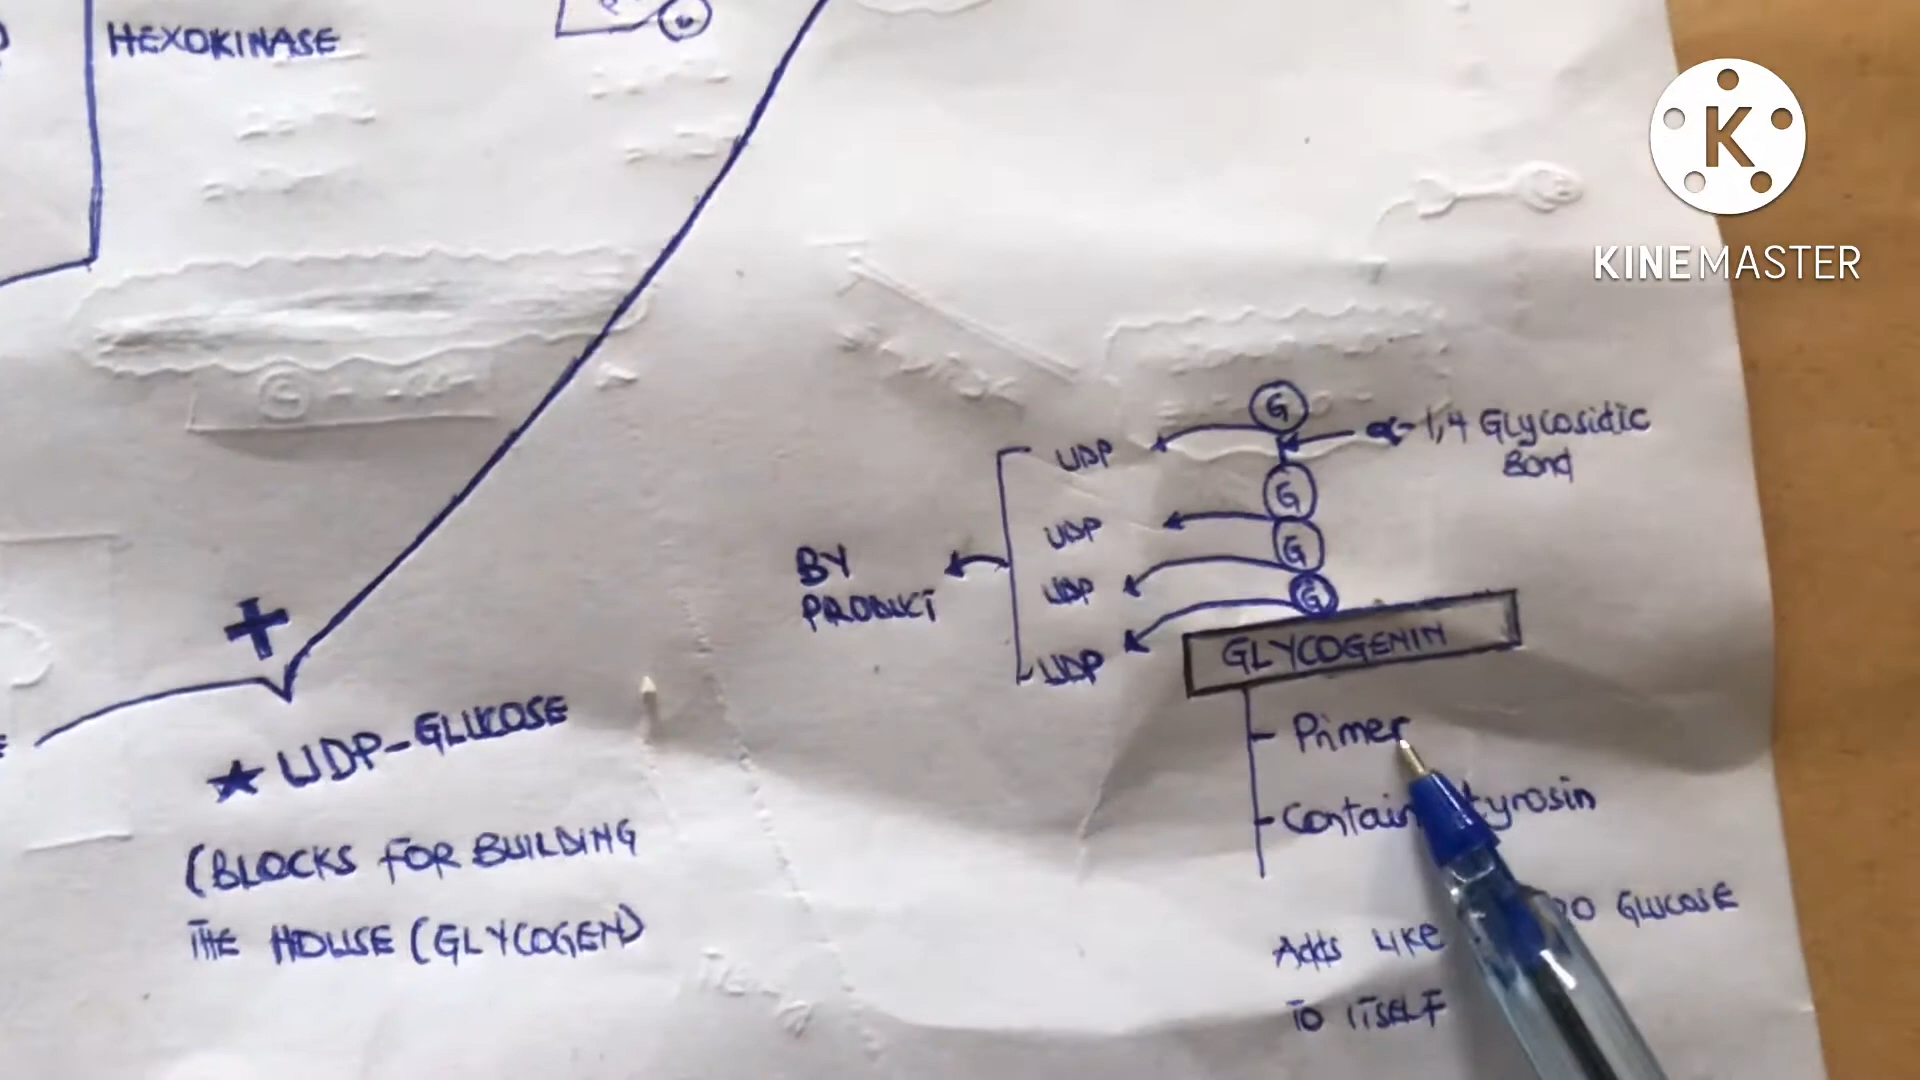 HEXOKINASE
KINEMASTER
G
α-1,4 Glycosidic
Bond
UDP
G
UDP
G
BY
PRODUCT
UDP
G
UDP
GLYCOGENIN
+
Primer
★ UDP-GLUCOSE
Contain tyrosin
(BLOCKS FOR BUILDING
THE HOUSE (GLYCOGEN)
Adds LIKE GLUCOSE
TO ITSELF